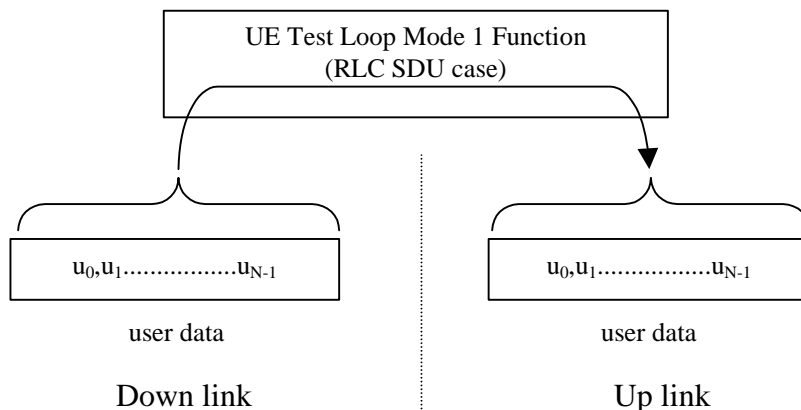 UE Test Loop Mode 1 Function
(RLC SDU case)
u0,u1.................uN-1
u0,u1.................uN-1
user data
user data
Down link
Up link